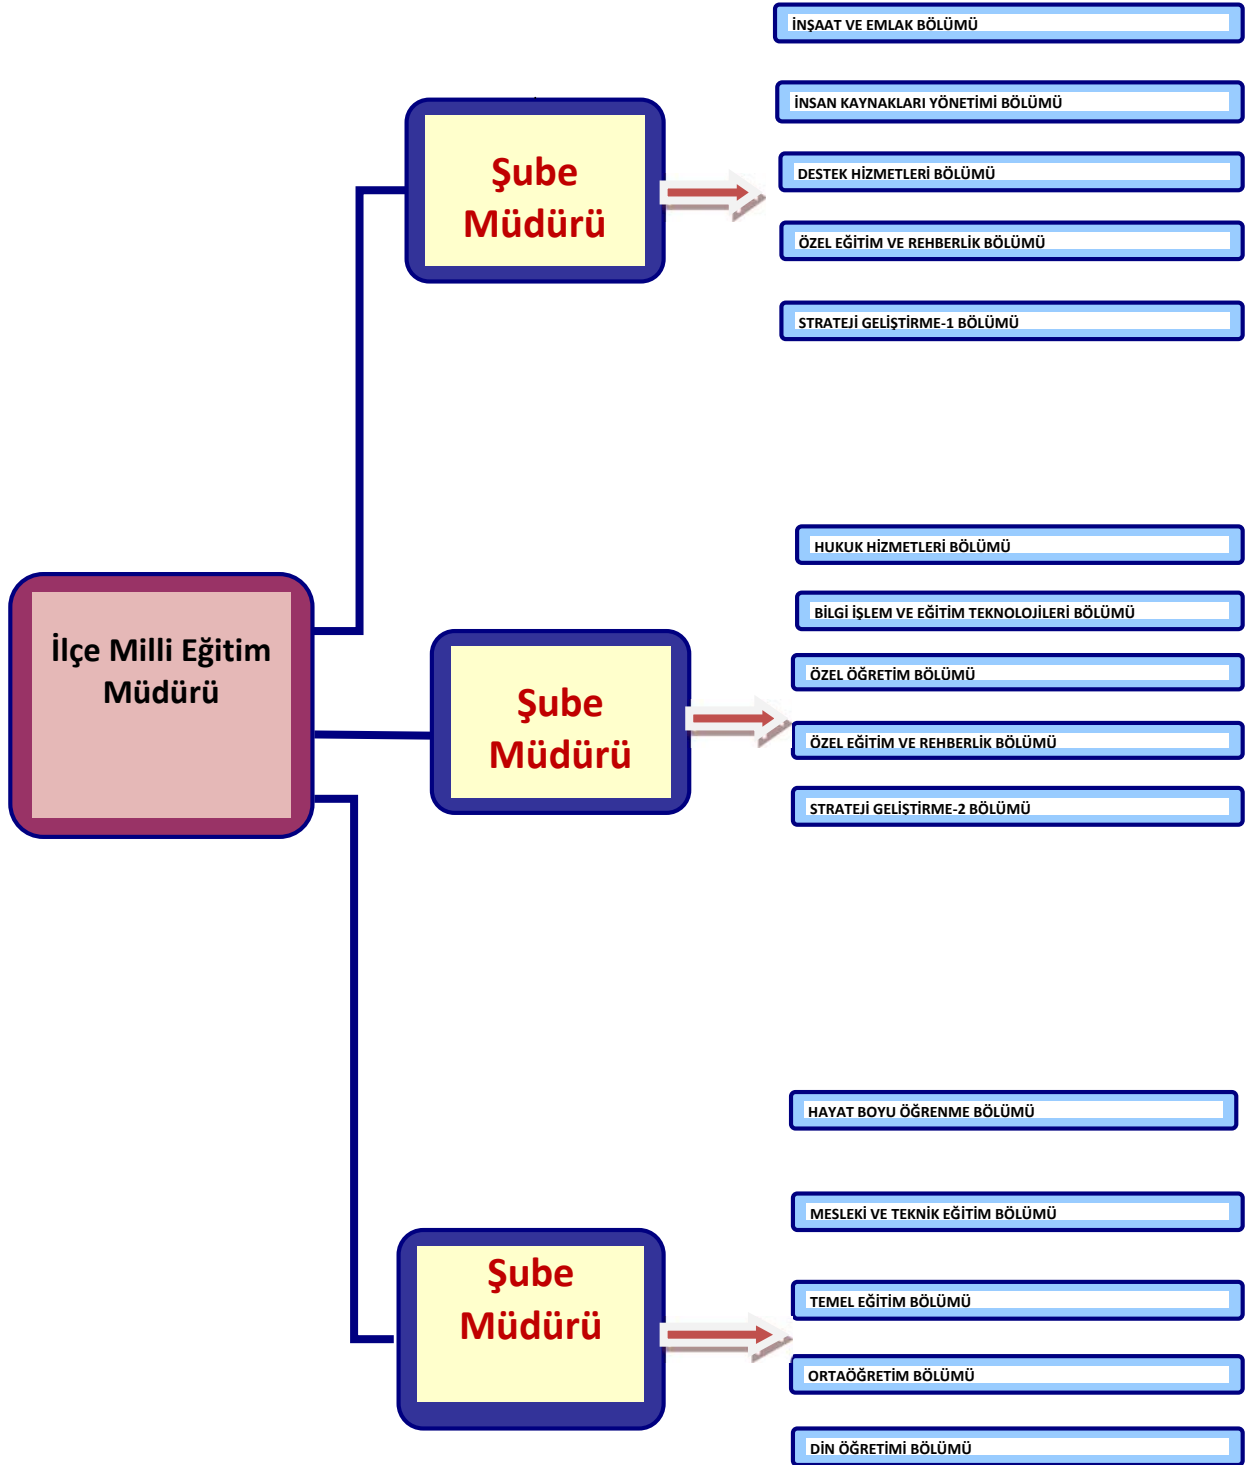 İNŞAAT VE EMLAK BÖLÜMÜ
İNSAN KAYNAKLARI YÖNETİMİ BÖLÜMÜ
Şube
Müdürü
DESTEK HİZMETLERİ BÖLÜMÜ
ÖZEL EĞİTİM VE REHBERLİK BÖLÜMÜ
STRATEJİ GELİŞTİRME-1 BÖLÜMÜ
HUKUK HİZMETLERİ BÖLÜMÜ
BİLGİ İŞLEM VE EĞİTİM TEKNOLOJİLERİ BÖLÜMÜ
İlçe Milli Eğitim
Müdürü
ÖZEL ÖĞRETİM BÖLÜMÜ
Şube
Müdürü
ÖZEL EĞİTİM VE REHBERLİK BÖLÜMÜ
STRATEJİ GELİŞTİRME-2 BÖLÜMÜ
HAYAT BOYU ÖĞRENME BÖLÜMÜ
MESLEKİ VE TEKNİK EĞİTİM BÖLÜMÜ
Şube
Müdürü
TEMEL EĞİTİM BÖLÜMÜ
ORTAÖĞRETİM BÖLÜMÜ
DİN ÖĞRETİMİ BÖLÜMÜ